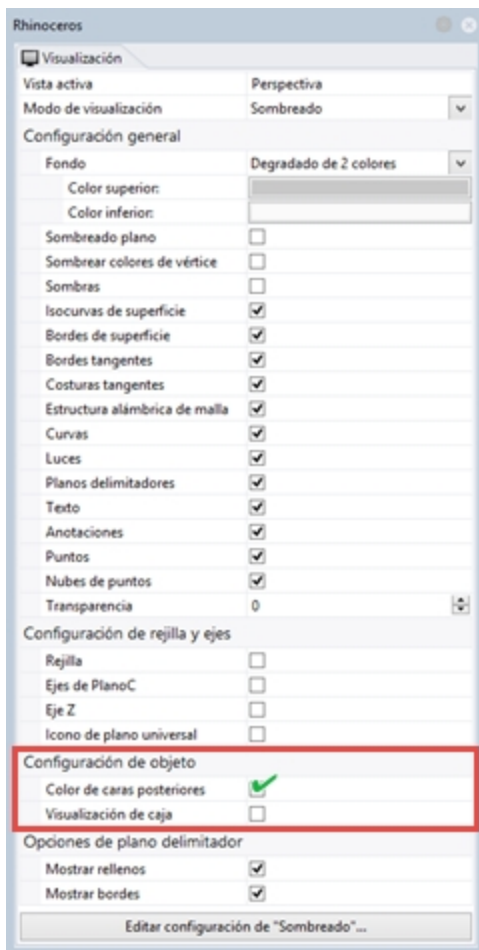 Rhinoceros
Visualización
Vista activa Perspectiva
Modo de visualización Sombreado
Configuración general
Fondo Degradado de 2 colores
Color superior:
Color inferior:
Sombreado plano
Sombrear colores de vértice
Sombras
Isocurvas de superficie
Bordes de superficie
Bordes tangentes
Costuras tangentes
Estructura alámbrica de malla
Curvas
Luces
Planos delimitadores
Texto
Anotaciones
Puntos
Nubes de puntos
Transparencia 0
Configuración de rejilla y ejes
Rejilla
Ejes de PlanoC
Eje Z
Icono de plano universal
Configuración de objeto
Color de caras posteriores
Visualización de caja
Opciones de plano delimitador
Mostrar rellenos
Mostrar bordes
Editar configuración de "Sombreado"...